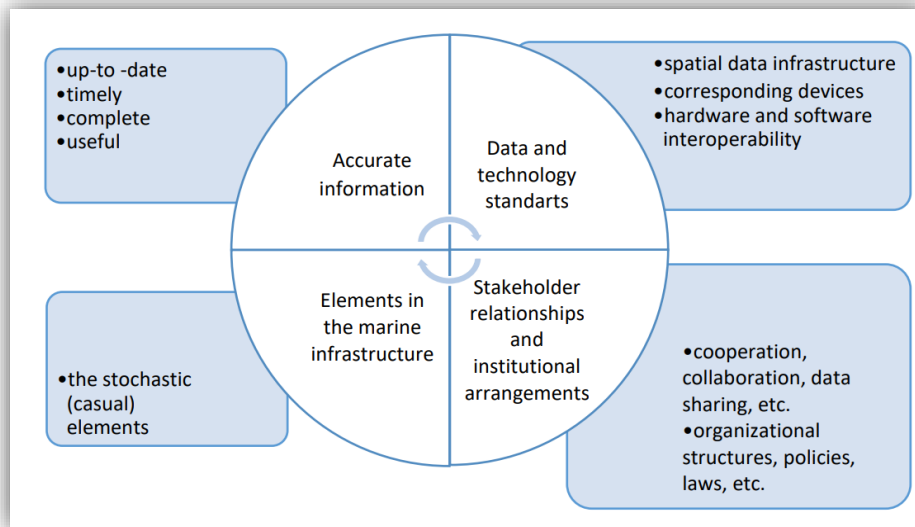 •up-to -date
•timely
•complete
•useful
Accurate
information
Data and
technology
standarts
•spatial data infrastructure
•corresponding devices
•hardware and software
interoperability
•the stochastic
(casual)
elements
Elements in
the marine
infrastructure
Stakeholder
relationships
and
institutional
arrangements
•cooperation,
collaboration, data
sharing, etc.
•organizational
structures, policies,
laws, etc.